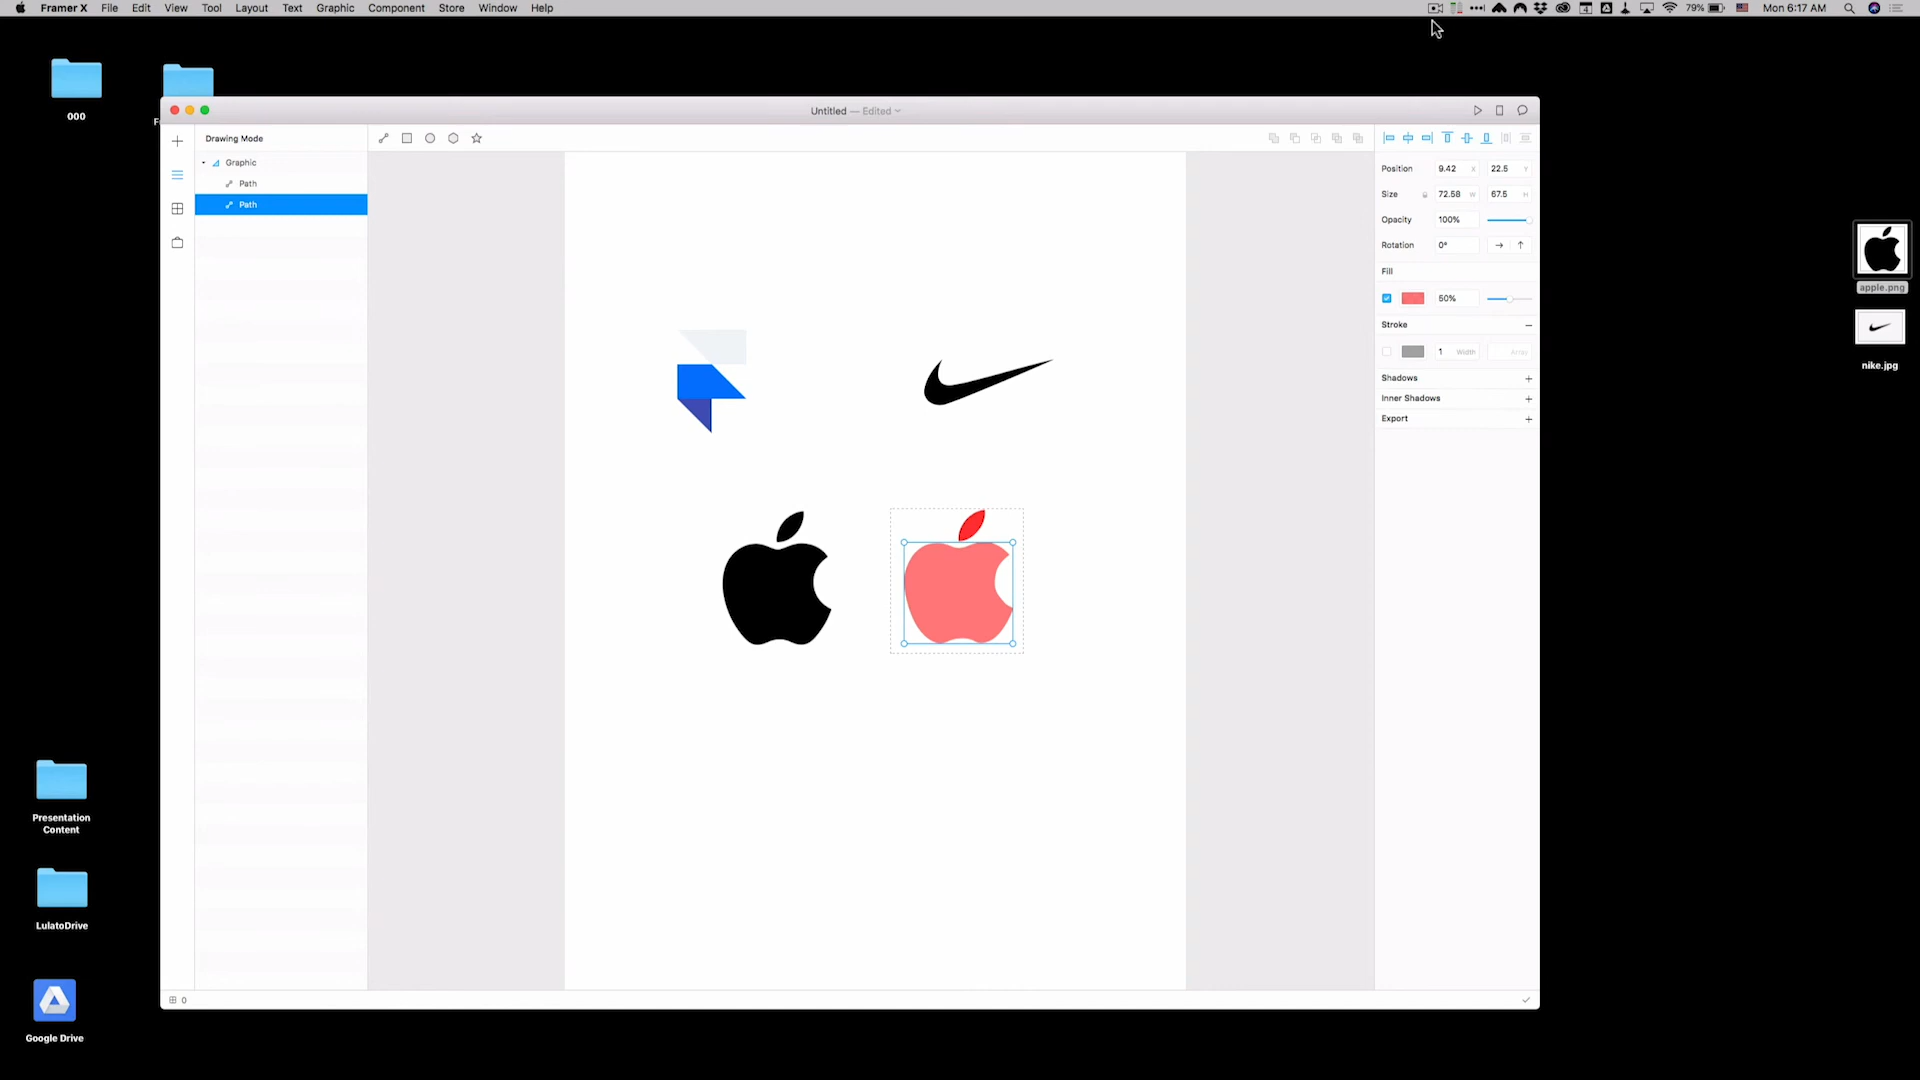 Framer X File Edit View Tool Layout Text Graphic Component Store Window Help
79% Mon 6:17 AM
000
Untitled — Edited
Drawing Mode
Graphic
Path
Path
Position 9.42 X 22.5 Y
Size 72.58 W 67.5 H
Opacity 100%
Rotation 0°
Fill
50%
Stroke
1 Width Array
Shadows
Inner Shadows
Export
apple.png
nike.jpg
Presentation
Content
LulatoDrive
Google Drive
0